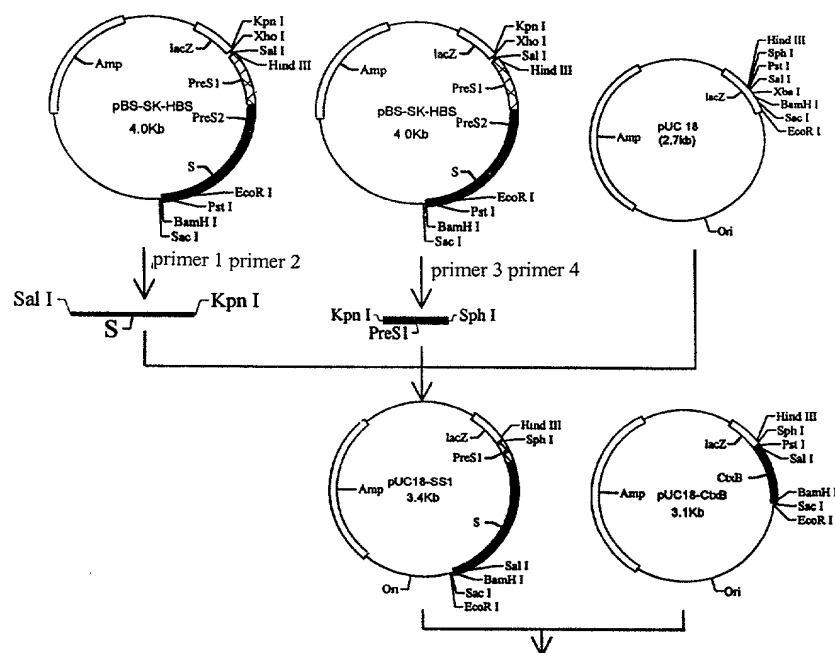 Kpn I
Xho I
Sal I
Hind III
lacZ
PreS1
Amp
pBS-SK-HBS
4.0Kb
PreS2
S
EcoR I
Pst I
BamH I
Sac I
Kpn I
Xho I
Sal I
Hind III
lacZ
PreS1
Amp
pBS-SK-HBS
4 0Kb
PreS2
S
EcoR I
Pst I
BamH I
Sac I
Hind III
Sph I
Pst I
Sal I
Xba I
BamH I
Sac I
EcoR I
lacZ
Amp
pUC 18
(2.7kb)
Ori
primer 1 primer 2
primer 3 primer 4
Sal I
Kpn I
S
Kpn I
Sph I
PreS1
Hind III
Sph I
lacZ
PreS1
Amp
pUC18-SS1
3.4Kb
S
Sal I
BamH I
Sac I
EcoR I
Ori
Hind III
Sph I
Pst I
Sal I
lacZ
CtxB
Amp
pUC18-CtxB
3.1Kb
BamH I
Sac I
EcoR I
Ori